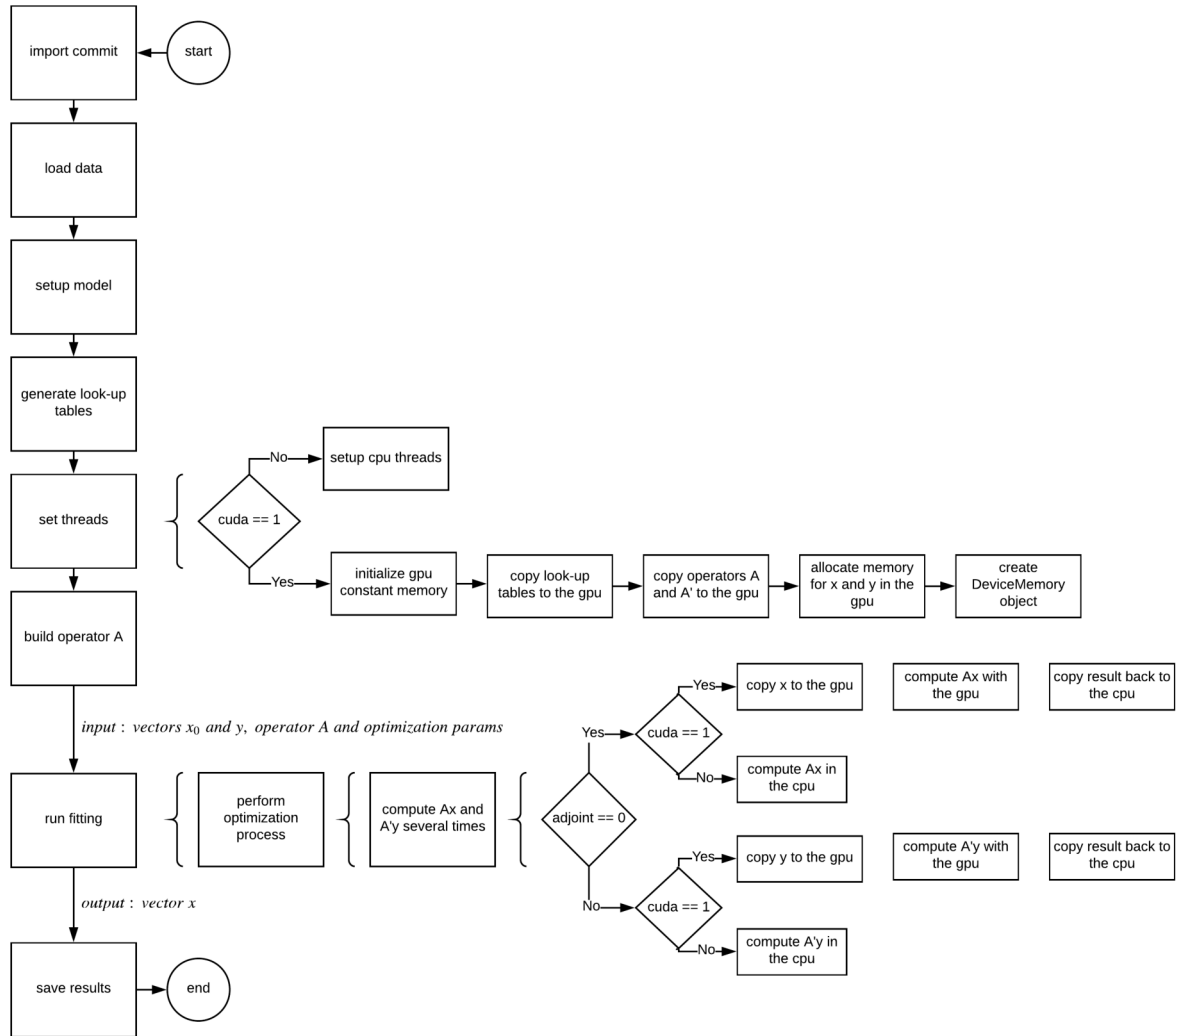 import commit
start
load data
setup model
generate look-up
tables
No
setup cpu threads
set threads
cuda == 1
Yes
initialize gpu
constant memory
copy look-up
tables to the gpu
copy operators A
and A' to the gpu
allocate memory
for x and y in the
gpu
create
DeviceMemory
object
build operator A
input : vectors x₀ and y, operator A and optimization params
Yes
cuda == 1
Yes
copy x to the gpu
compute Ax with
the gpu
copy result back to
the cpu
No
compute Ax in
the cpu
run fitting
perform
optimization
process
compute Ax and
A'y several times
adjoint == 0
Yes
copy y to the gpu
compute A'y with
the gpu
copy result back to
the cpu
No
cuda == 1
No
compute A'y in
the cpu
output : vector x
save results
end